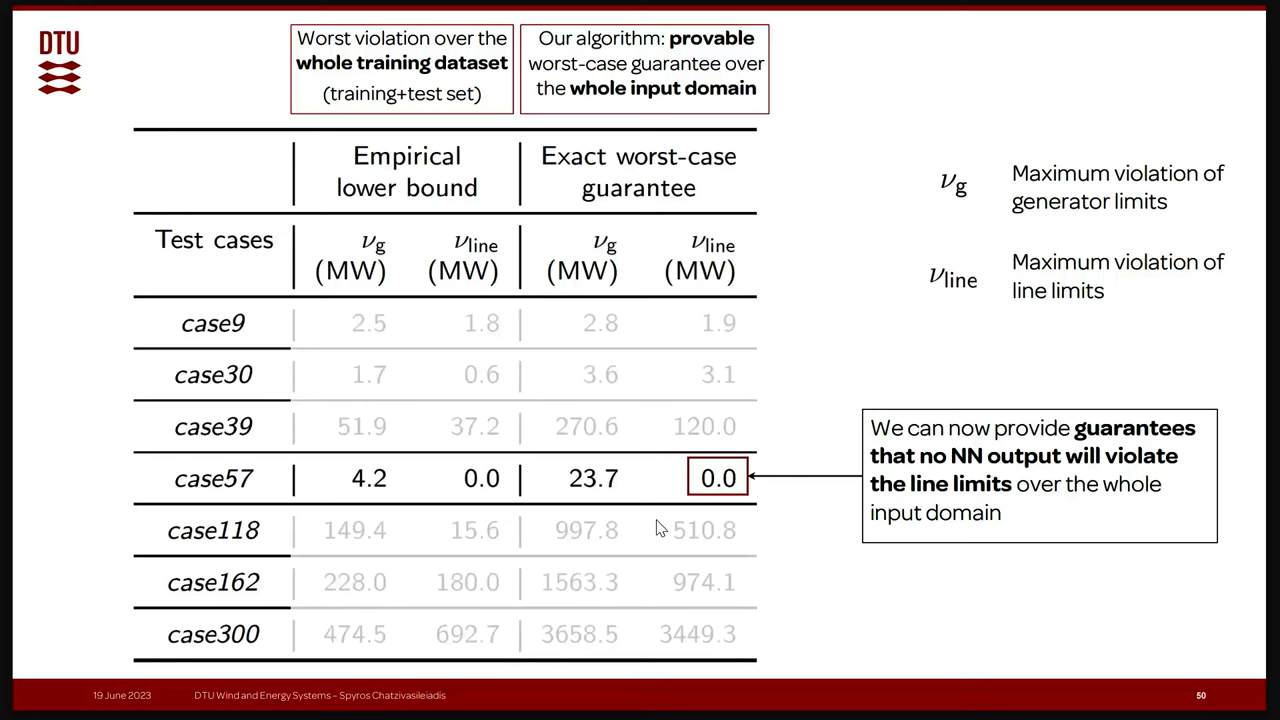 DTU
Worst violation over the
whole training dataset
(training+test set)
Our algorithm: provable
worst-case guarantee over
the whole input domain
Empirical
lower bound
Exact worst-case
guarantee
Test cases
νg
(MW)
νline
(MW)
νg
(MW)
νline
(MW)
case9 2.5 1.8 2.8 1.9
case30 1.7 0.6 3.6 3.1
case39 51.9 37.2 270.6 120.0
case57 4.2 0.0 23.7 0.0
case118 149.4 15.6 997.8 510.8
case162 228.0 180.0 1563.3 974.1
case300 474.5 692.7 3658.5 3449.3
νg
Maximum violation of
generator limits
νline
Maximum violation of
line limits
We can now provide guarantees
that no NN output will violate
the line limits over the whole
input domain
19 June 2023 DTU Wind and Energy Systems – Spyros Chatzivasileiadis 50